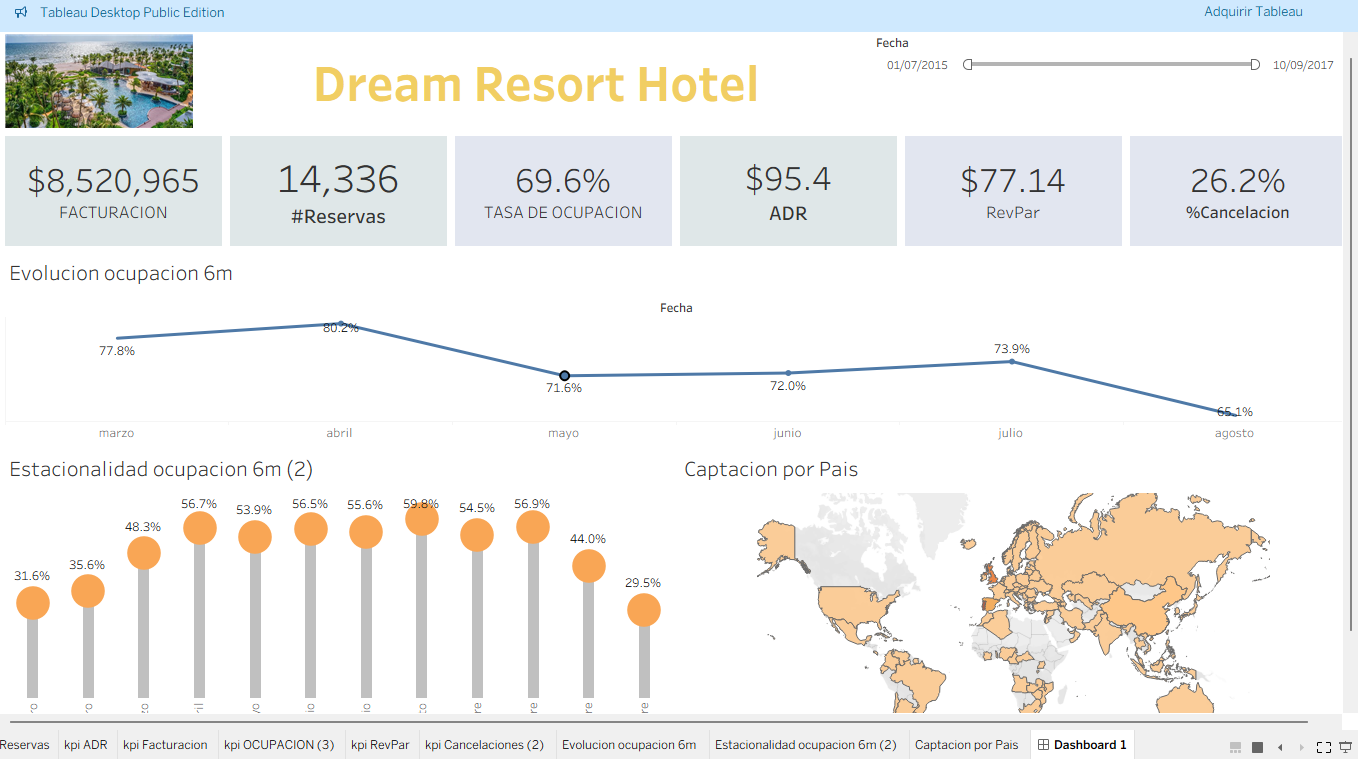 Tableau Desktop Public Edition
Adquirir Tableau
Dream Resort Hotel
Fecha
01/07/2015
10/09/2017
$8,520,965
FACTURACION
14,336
#Reservas
69.6%
TASA DE OCUPACION
$95.4
ADR
$77.14
RevPar
26.2%
%Cancelacion
Evolucion ocupacion 6m
Fecha
77.8%
80.2%
71.6%
72.0%
73.9%
65.1%
marzo
abril
mayo
junio
julio
agosto
Estacionalidad ocupacion 6m (2)
31.6%
35.6%
48.3%
56.7%
53.9%
56.5%
55.6%
59.8%
54.5%
56.9%
44.0%
29.5%
Captacion por Pais
Reservas
kpi ADR
kpi Facturacion
kpi OCUPACION (3)
kpi RevPar
kpi Cancelaciones (2)
Evolucion ocupacion 6m
Estacionalidad ocupacion 6m (2)
Captacion por Pais
Dashboard 1